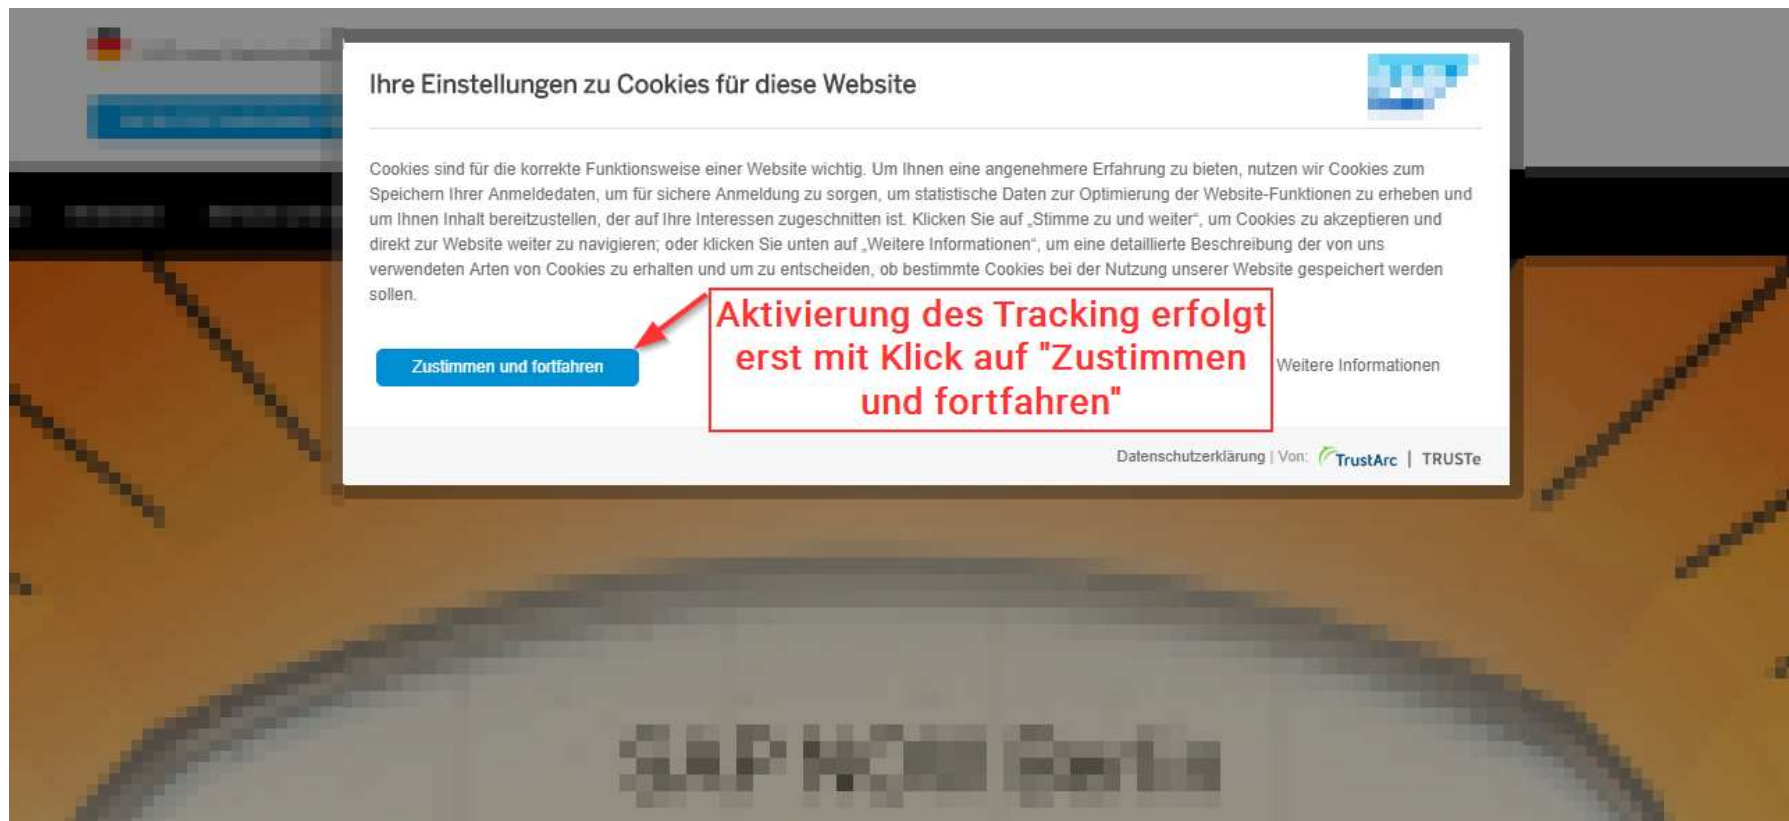 Ihre Einstellungen zu Cookies für diese Website
Cookies sind für die korrekte Funktionsweise einer Website wichtig. Um Ihnen eine angenehmere Erfahrung zu bieten, nutzen wir Cookies zum
Speichern Ihrer Anmeldedaten, um für sichere Anmeldung zu sorgen, um statistische Daten zur Optimierung der Website-Funktionen zu erheben und
um Ihnen Inhalt bereitzustellen, der auf Ihre Interessen zugeschnitten ist. Klicken Sie auf „Stimme zu und weiter“, um Cookies zu akzeptieren und
direkt zur Website weiter zu navigieren; oder klicken Sie unten auf „Weitere Informationen“, um eine detaillierte Beschreibung der von uns
verwendeten Arten von Cookies zu erhalten und um zu entscheiden, ob bestimmte Cookies bei der Nutzung unserer Website gespeichert werden
sollen.
Aktivierung des Tracking erfolgt
erst mit Klick auf "Zustimmen
und fortfahren"
Zustimmen und fortfahren
Weitere Informationen
Datenschutzerklärung | Von: TrustArc | TRUSTe